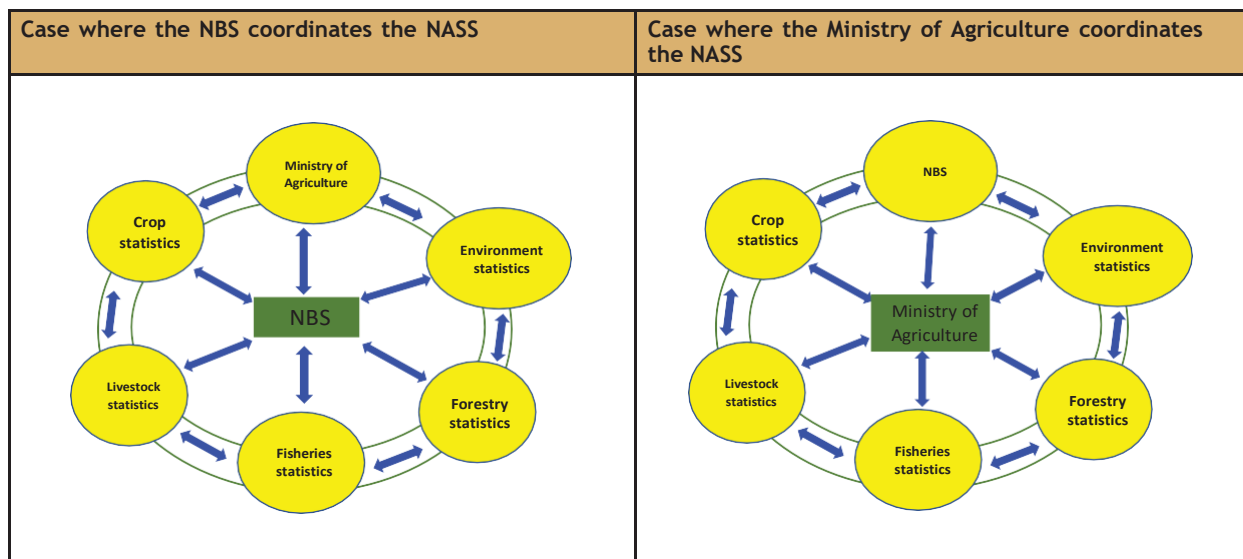 Case where the NBS coordinates the NASS
Case where the Ministry of Agriculture coordinates
the NASS
Ministry of
Agriculture
Crop
statistics
Environment
statistics
NBS
Livestock
statistics
Forestry
statistics
Fisheries
statistics
NBS
Crop
statistics
Environment
statistics
Ministry of
Agriculture
Livestock
statistics
Forestry
statistics
Fisheries
statistics